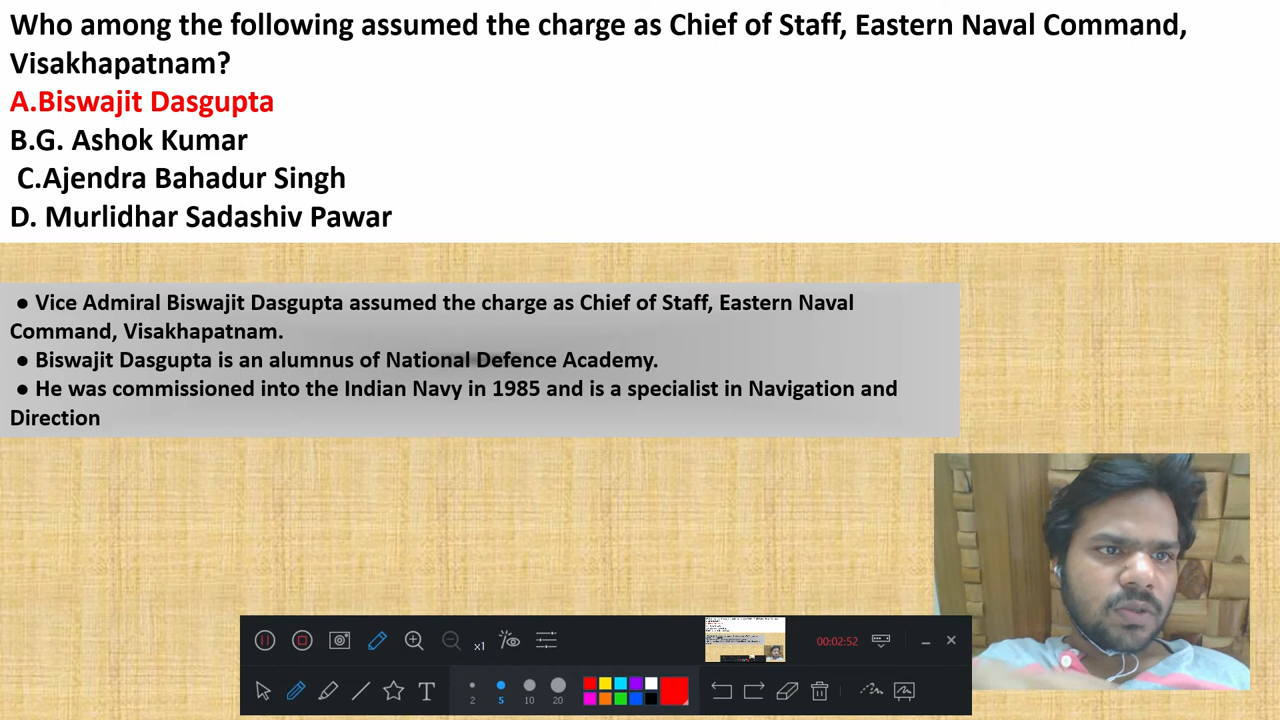 Who among the following assumed the charge as Chief of Staff, Eastern Naval Command,
Visakhapatnam?
A.Biswajit Dasgupta
B.G. Ashok Kumar
C.Ajendra Bahadur Singh
D. Murlidhar Sadashiv Pawar
● Vice Admiral Biswajit Dasgupta assumed the charge as Chief of Staff, Eastern Naval
Command, Visakhapatnam.
● Biswajit Dasgupta is an alumnus of National Defence Academy.
● He was commissioned into the Indian Navy in 1985 and is a specialist in Navigation and
Direction
x1
00:02:52
T
2 5 10 20